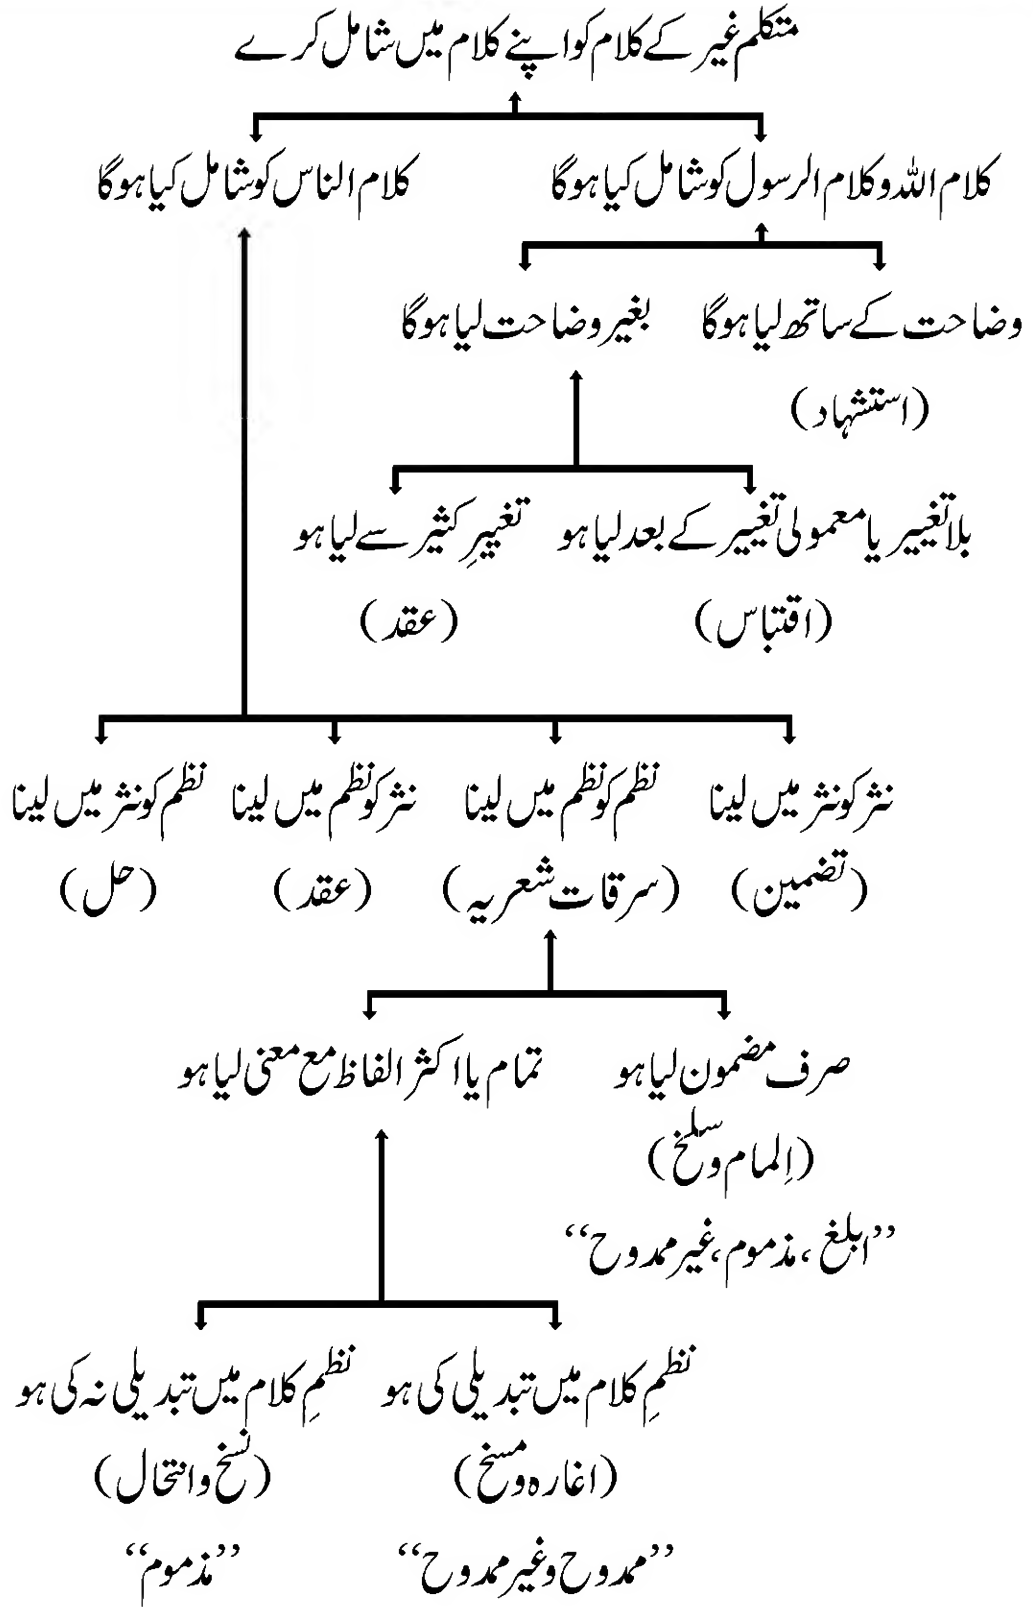 متکلم غیر کے کلام کو اپنے کلام میں شامل کرے
کلام اللہ و کلام الرسول کو شامل کیا ہوگا
کلام الناس کو شامل کیا ہوگا
وضاحت کے ساتھ لیا ہوگا
بغیر وضاحت لیا ہوگا
(استشہاد)
بلا تغییر یا معمولی تغییر کے بعد لیا ہو
تغییرِ کثیر سے لیا ہو
(اقتباس)
(عقد)
نثر کو نثر میں لینا
نظم کو نظم میں لینا
نثر کو نظم میں لینا
نظم کو نثر میں لینا
(تضمین)
(سرقات شعریہ)
(عقد)
(حل)
صرف مضمون لیا ہو
تمام یا اکثر الفاظ مع معنی لیا ہو
(اِلمام و سلخ)
”ابلغ، مذموم، غیر ممدوح“
نظمِ کلام میں تبدیلی کی ہو
نظمِ کلام میں تبدیلی نہ کی ہو
(اغارہ و مسخ)
(نسخ و انتحال)
”ممدوح و غیر ممدوح“
”مذموم“